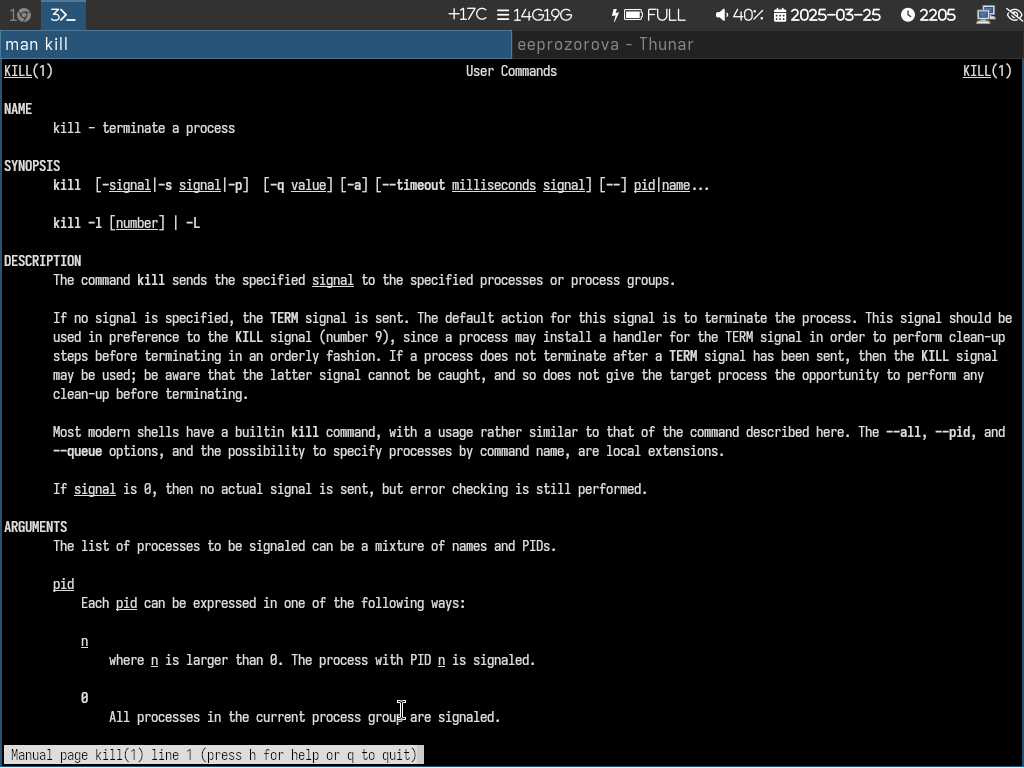 1 3 +17C 14G19G FULL 40% 2025-03-25 2205
man kill eeprozorova - Thunar
KILL(1) User Commands KILL(1)
NAME
kill - terminate a process
SYNOPSIS
kill [-signal|-s signal|-p] [-q value] [-a] [--timeout milliseconds signal] [--] pid|name...
kill -l [number] | -L
DESCRIPTION
The command kill sends the specified signal to the specified processes or process groups.
If no signal is specified, the TERM signal is sent. The default action for this signal is to terminate the process. This signal should be
used in preference to the KILL signal (number 9), since a process may install a handler for the TERM signal in order to perform clean-up
steps before terminating in an orderly fashion. If a process does not terminate after a TERM signal has been sent, then the KILL signal
may be used; be aware that the latter signal cannot be caught, and so does not give the target process the opportunity to perform any
clean-up before terminating.
Most modern shells have a builtin kill command, with a usage rather similar to that of the command described here. The --all, --pid, and
--queue options, and the possibility to specify processes by command name, are local extensions.
If signal is 0, then no actual signal is sent, but error checking is still performed.
ARGUMENTS
The list of processes to be signaled can be a mixture of names and PIDs.
pid
Each pid can be expressed in one of the following ways:
n
where n is larger than 0. The process with PID n is signaled.
0
All processes in the current process group are signaled.
Manual page kill(1) line 1 (press h for help or q to quit)